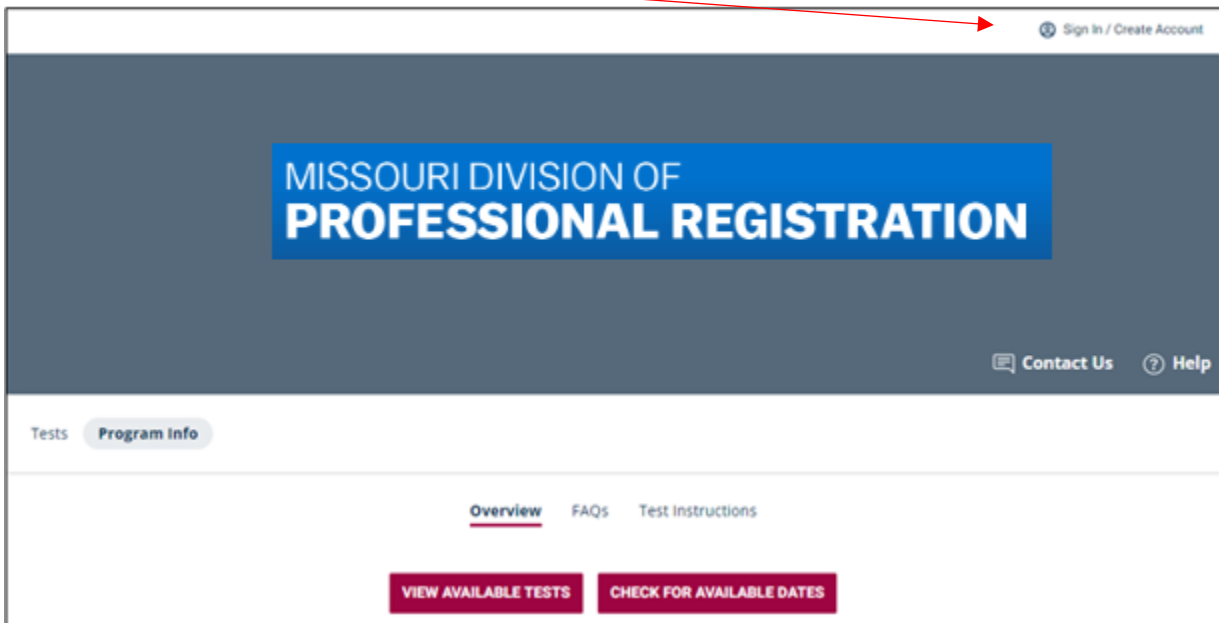 Sign In / Create Account
MISSOURI DIVISION OF
PROFESSIONAL REGISTRATION
Contact Us Help
Tests Program Info
Overview FAQs Test Instructions
VIEW AVAILABLE TESTS CHECK FOR AVAILABLE DATES